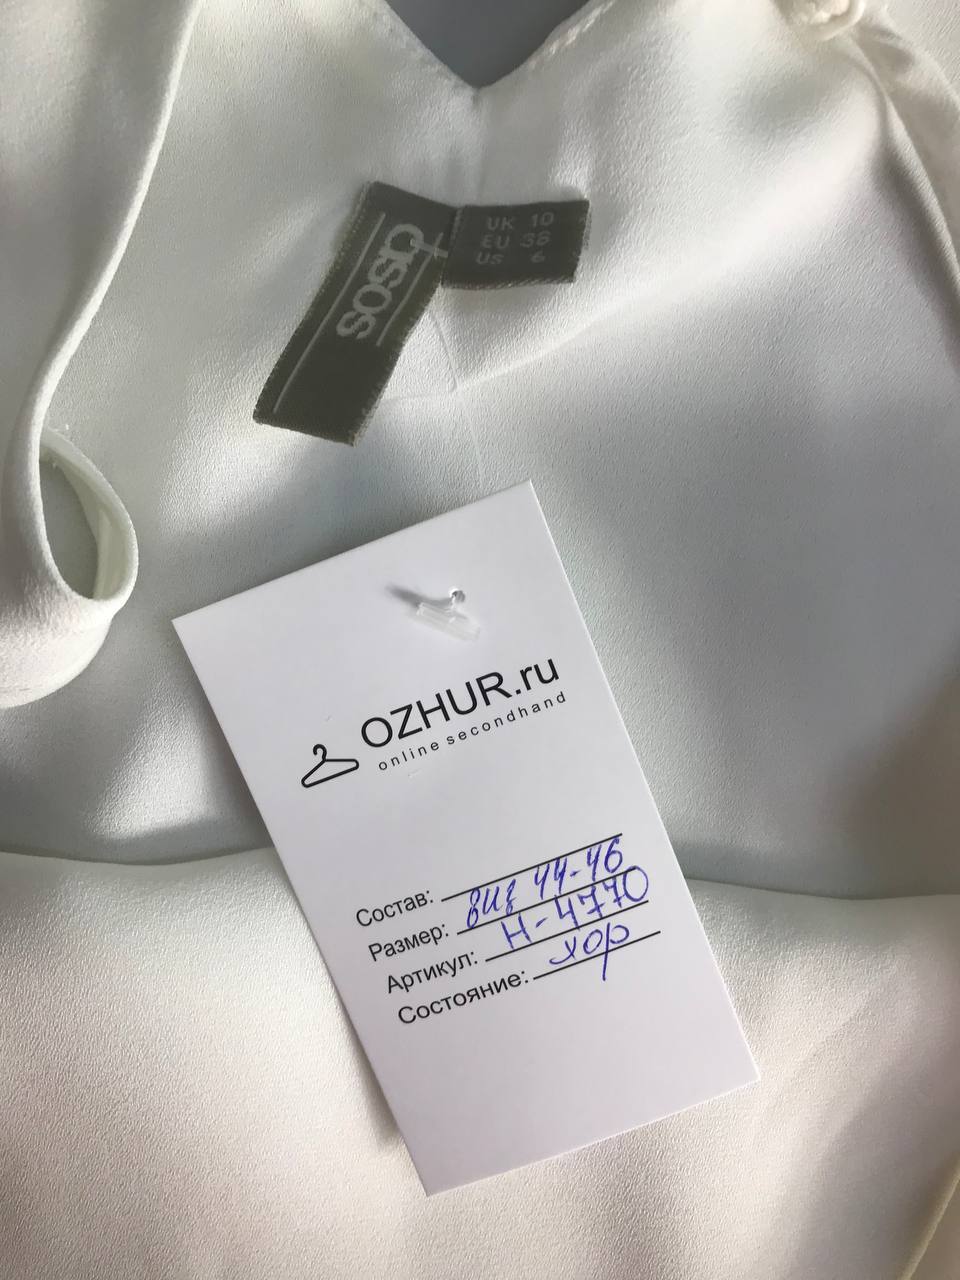 asos
UK 10
EU 38
US 6
OZHUR.ru
online secondhand
Состав:
Размер: виз 44-46
Артикул: Н-4770
Состояние: хор